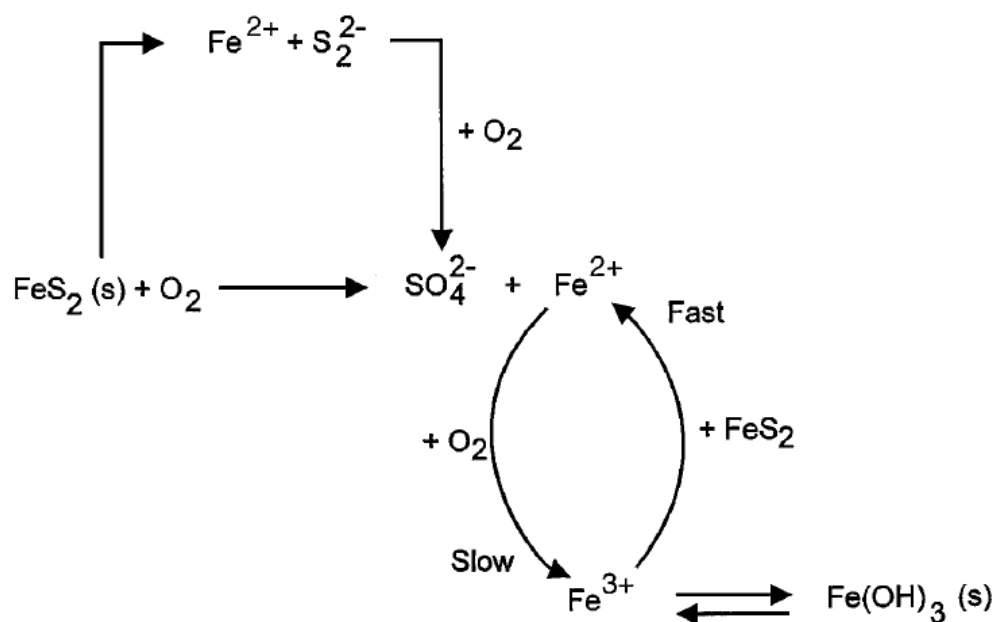 Fe²⁺ + S₂²⁻
+ O₂
FeS₂ (s) + O₂
SO₄²⁻ + Fe²⁺
Fast
+ O₂
+ FeS₂
Slow
Fe³⁺
Fe(OH)₃ (s)